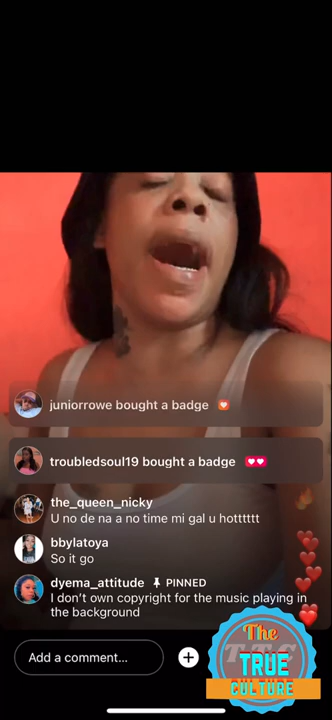 juniorrowe bought a badge
troubledsoul19 bought a badge
the_queen_nicky
U no de na a no time mi gal u hotttttt
bbylatoya
So it go
dyema_attitude PINNED
I don't own copyright for the music playing in
the background
Add a comment...
The
T.T.C
TRUE
CULTURE